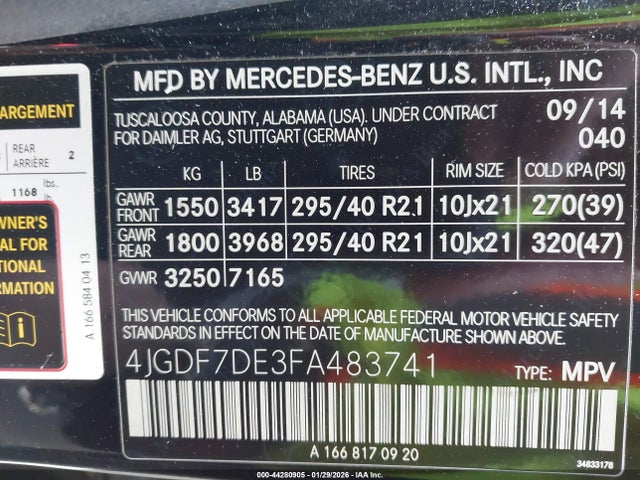 ARGEMENT
REAR
ARRIÈRE 2
1168 lbs.
lb.
WNER'S
AL FOR
TIONAL
ORMATION
A 166 584 04 13
MFD BY MERCEDES-BENZ U.S. INTL., INC
TUSCALOOSA COUNTY, ALABAMA (USA). UNDER CONTRACT 09/14
FOR DAIMLER AG, STUTTGART (GERMANY) 040
KG LB TIRES RIM SIZE COLD KPA (PSI)
GAWR FRONT 1550 3417 295/40 R21 10Jx21 270(39)
GAWR REAR 1800 3968 295/40 R21 10Jx21 320(47)
GVWR 3250 7165
THIS VEHICLE CONFORMS TO ALL APPLICABLE FEDERAL MOTOR VEHICLE SAFETY
STANDARDS IN EFFECT ON THE DATE OF MANUFACTURE SHOWN ABOVE.
4JGDF7DE3FA483741 TYPE: MPV
A 166 817 09 20
34833178
000-44280905 - 01/29/2026 - IAA Inc.